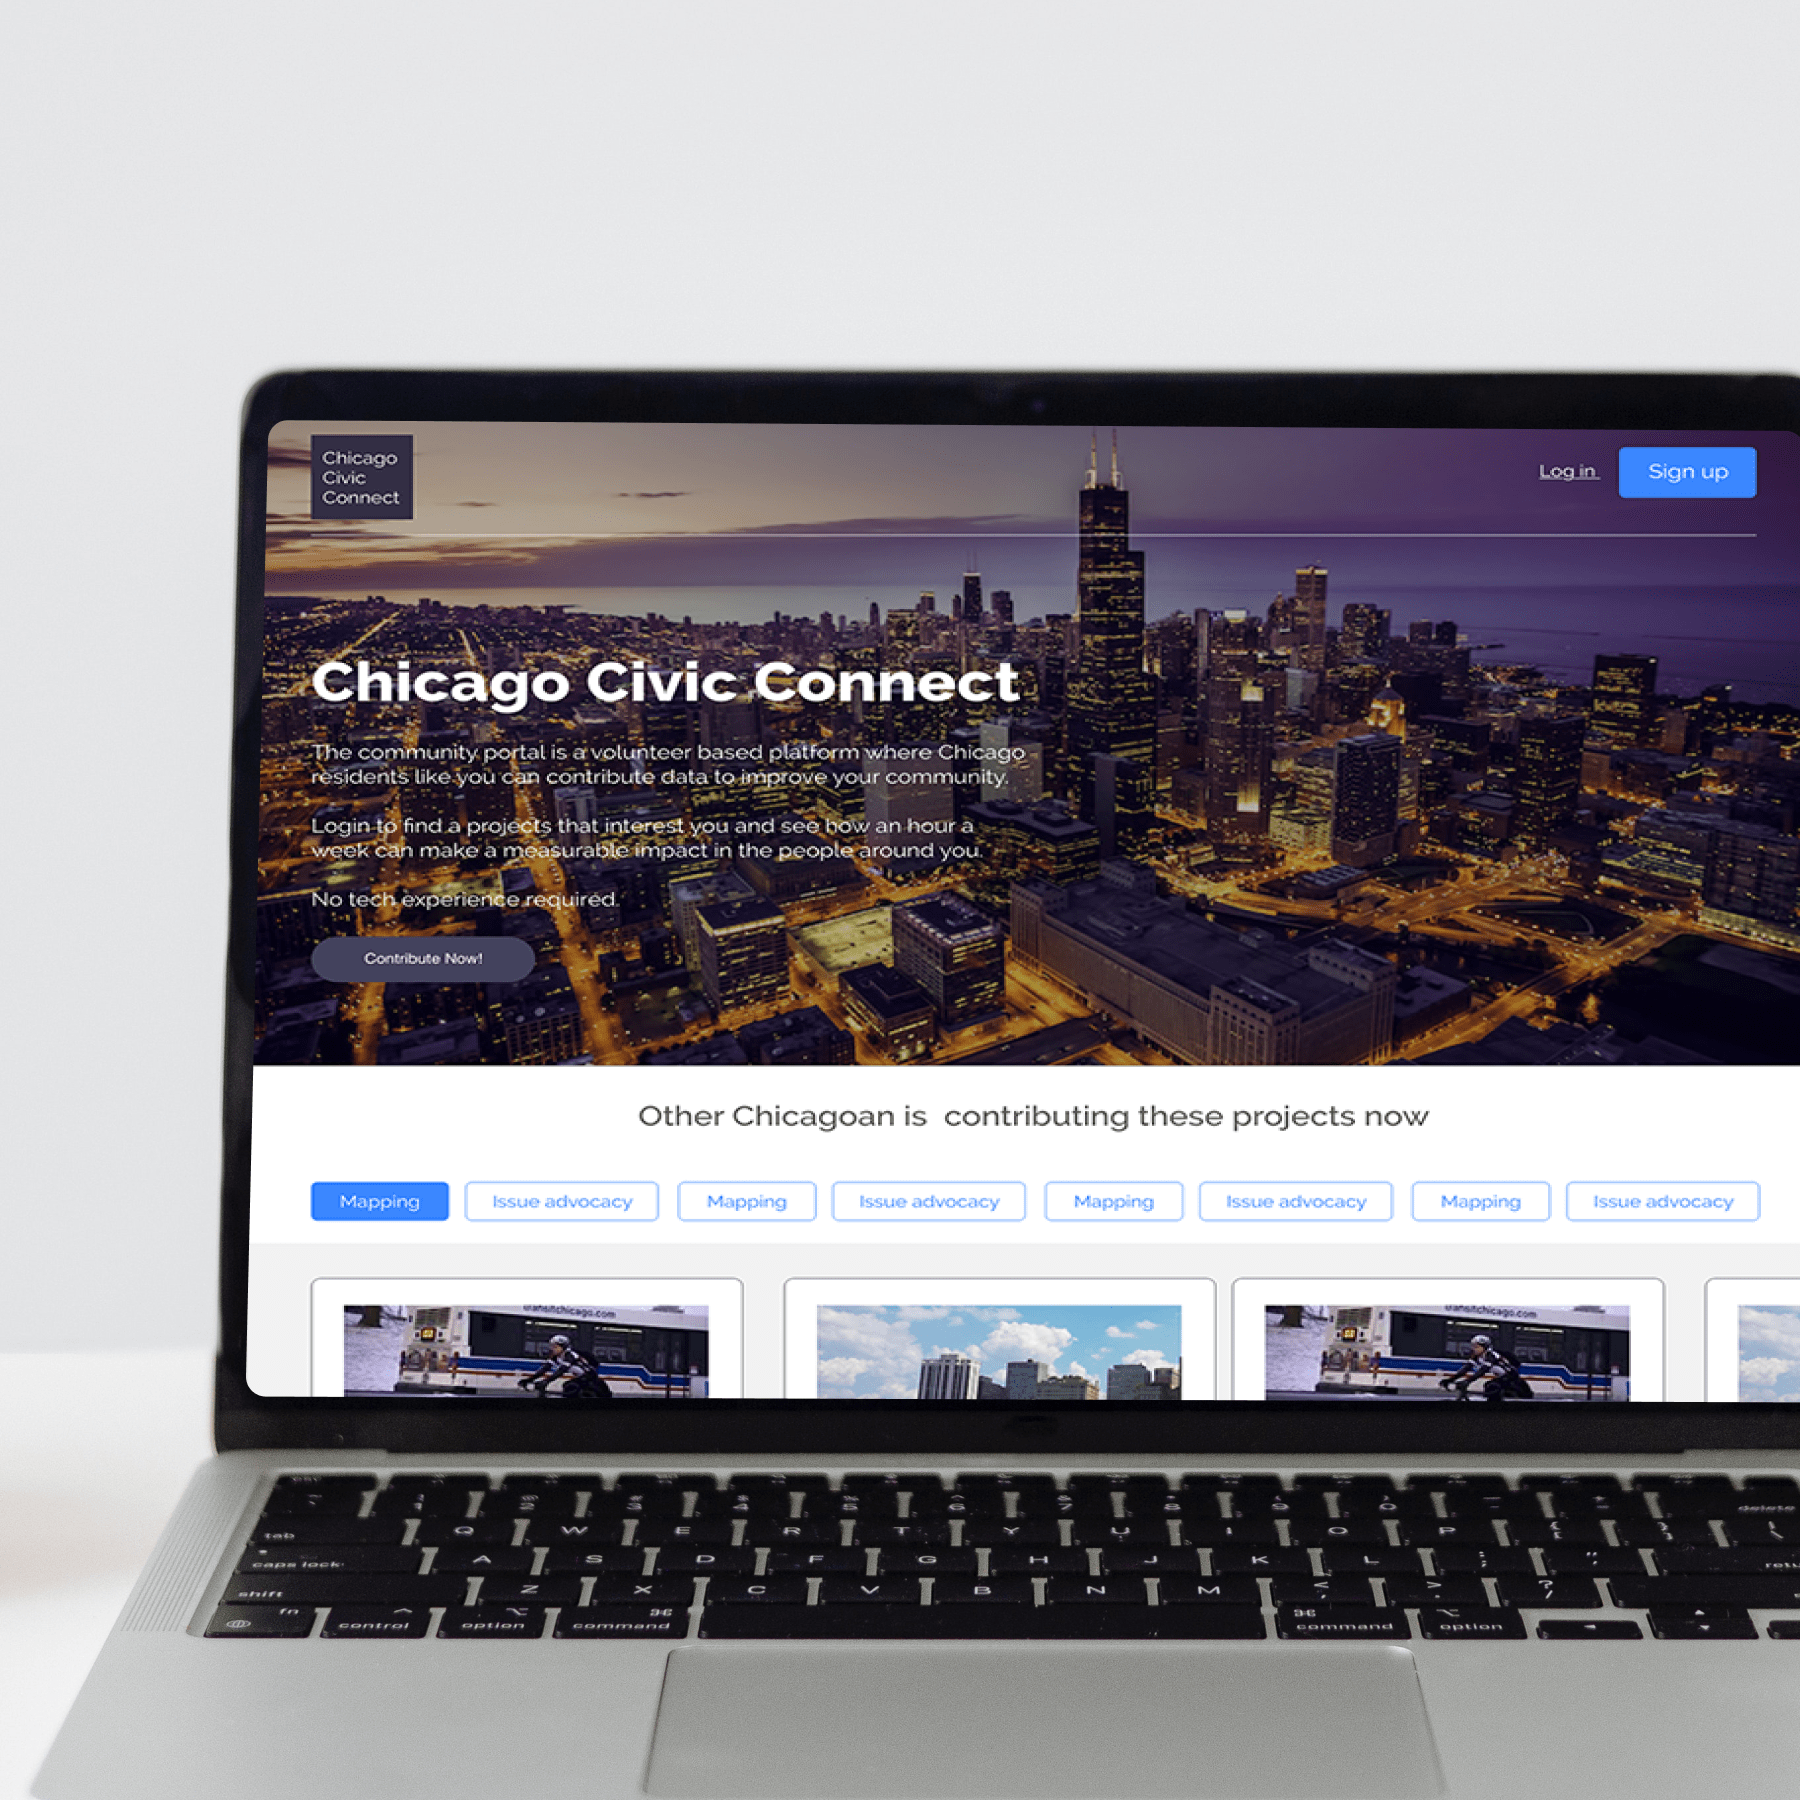 Chicago
Civic
Connect
Log in
Sign up
Chicago Civic Connect
The community portal is a volunteer based platform where Chicago
residents like you can contribute data to improve your community.
Login to find a projects that interest you and see how an hour a
week can make a measurable impact in the people around you.
No tech experience required.
Contribute Now!
Other Chicagoan is  contributing these projects now
Mapping
Issue advocacy
Mapping
Issue advocacy
Mapping
Issue advocacy
Mapping
Issue advocacy
transitchicago.com
transitchicago.com
delete
tab
Q W E R T Y U I O P
caps lock
A S D F G H J K L
shift
Z X C V B N M
fn
control
option
command
command
option